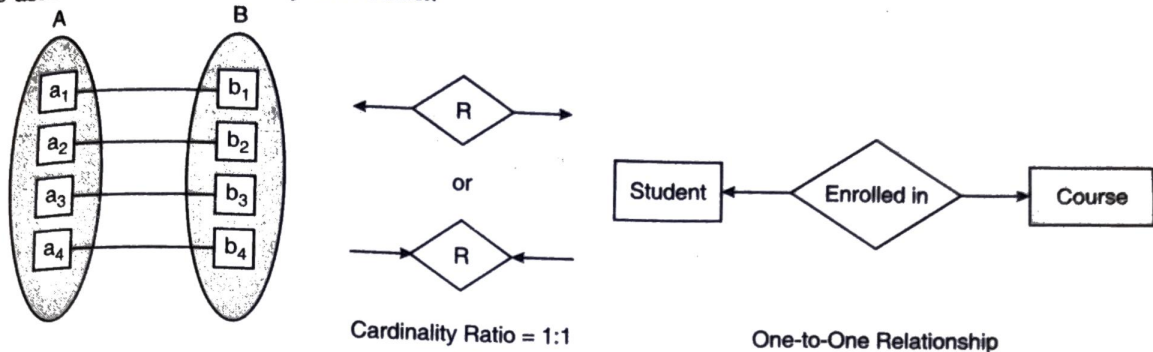 A B
a₁ b₁
a₂ b₂
a₃ b₃
a₄ b₄
R
or
R
Cardinality Ratio = 1:1
Student Enrolled in Course
One-to-One Relationship